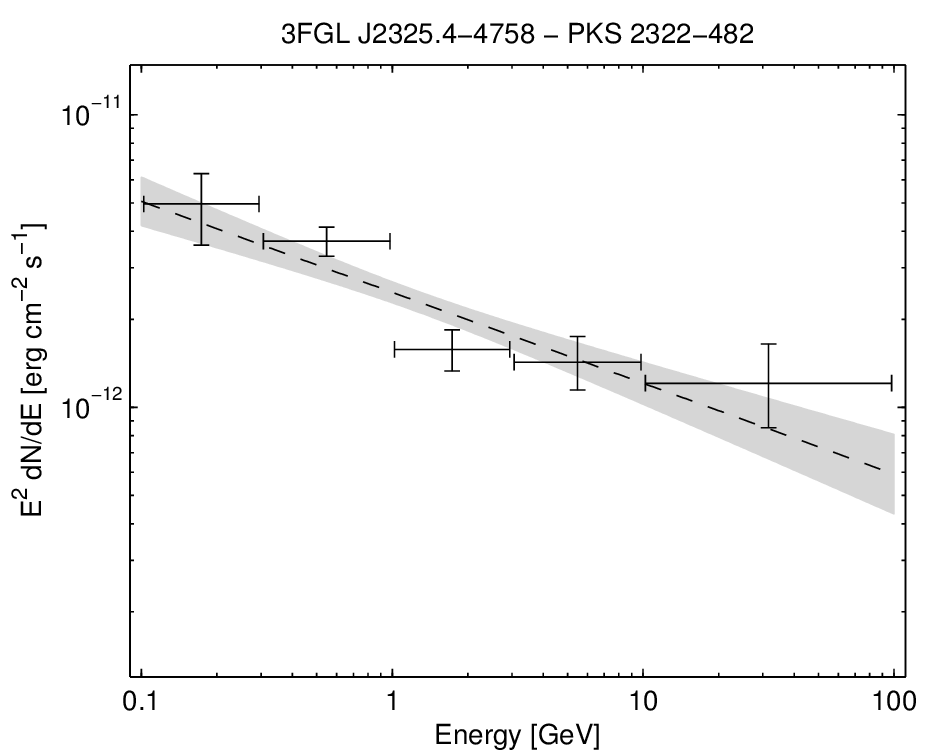 3FGL J2325.4−4758 − PKS 2322−482
10⁻¹¹
10⁻¹²
E² dN/dE [erg cm⁻² s⁻¹]
0.1 1 10 100
Energy [GeV]